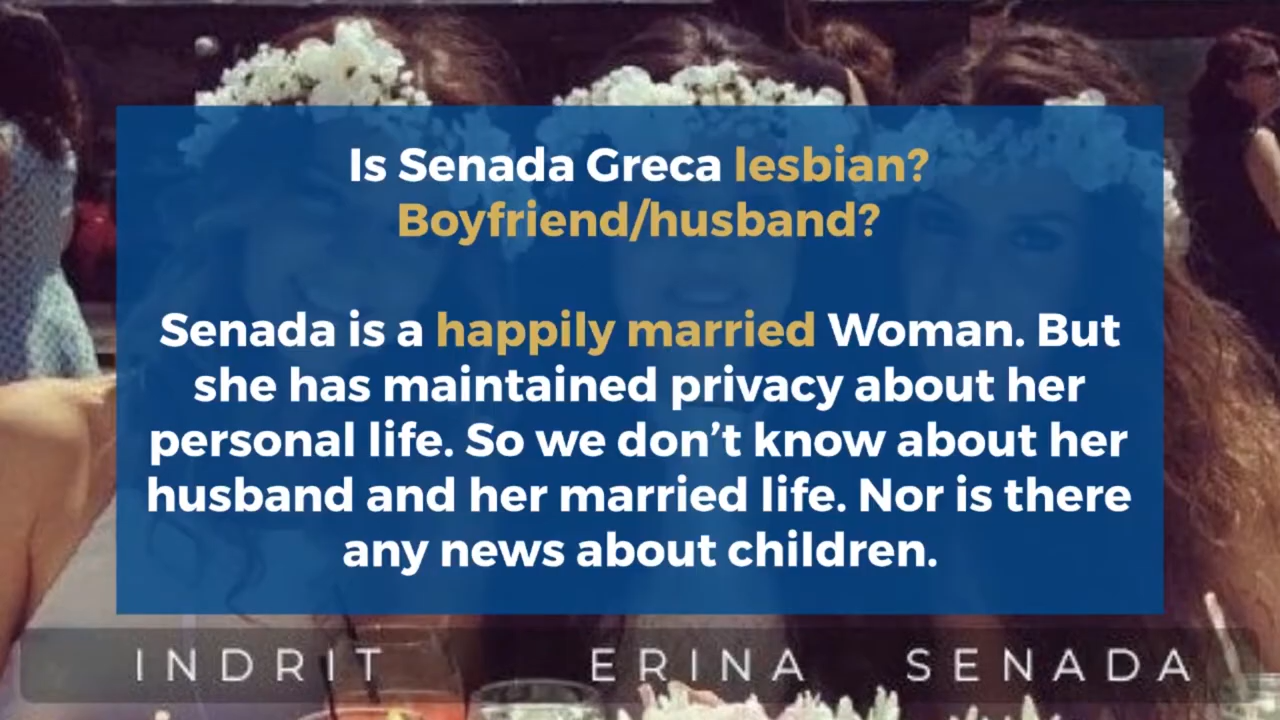 Is Senada Greca lesbian?
Boyfriend/husband?
Senada is a happily married Woman. But
she has maintained privacy about her
personal life. So we don’t know about her
husband and her married life. Nor is there
any news about children.
INDRIT ERINA SENADA